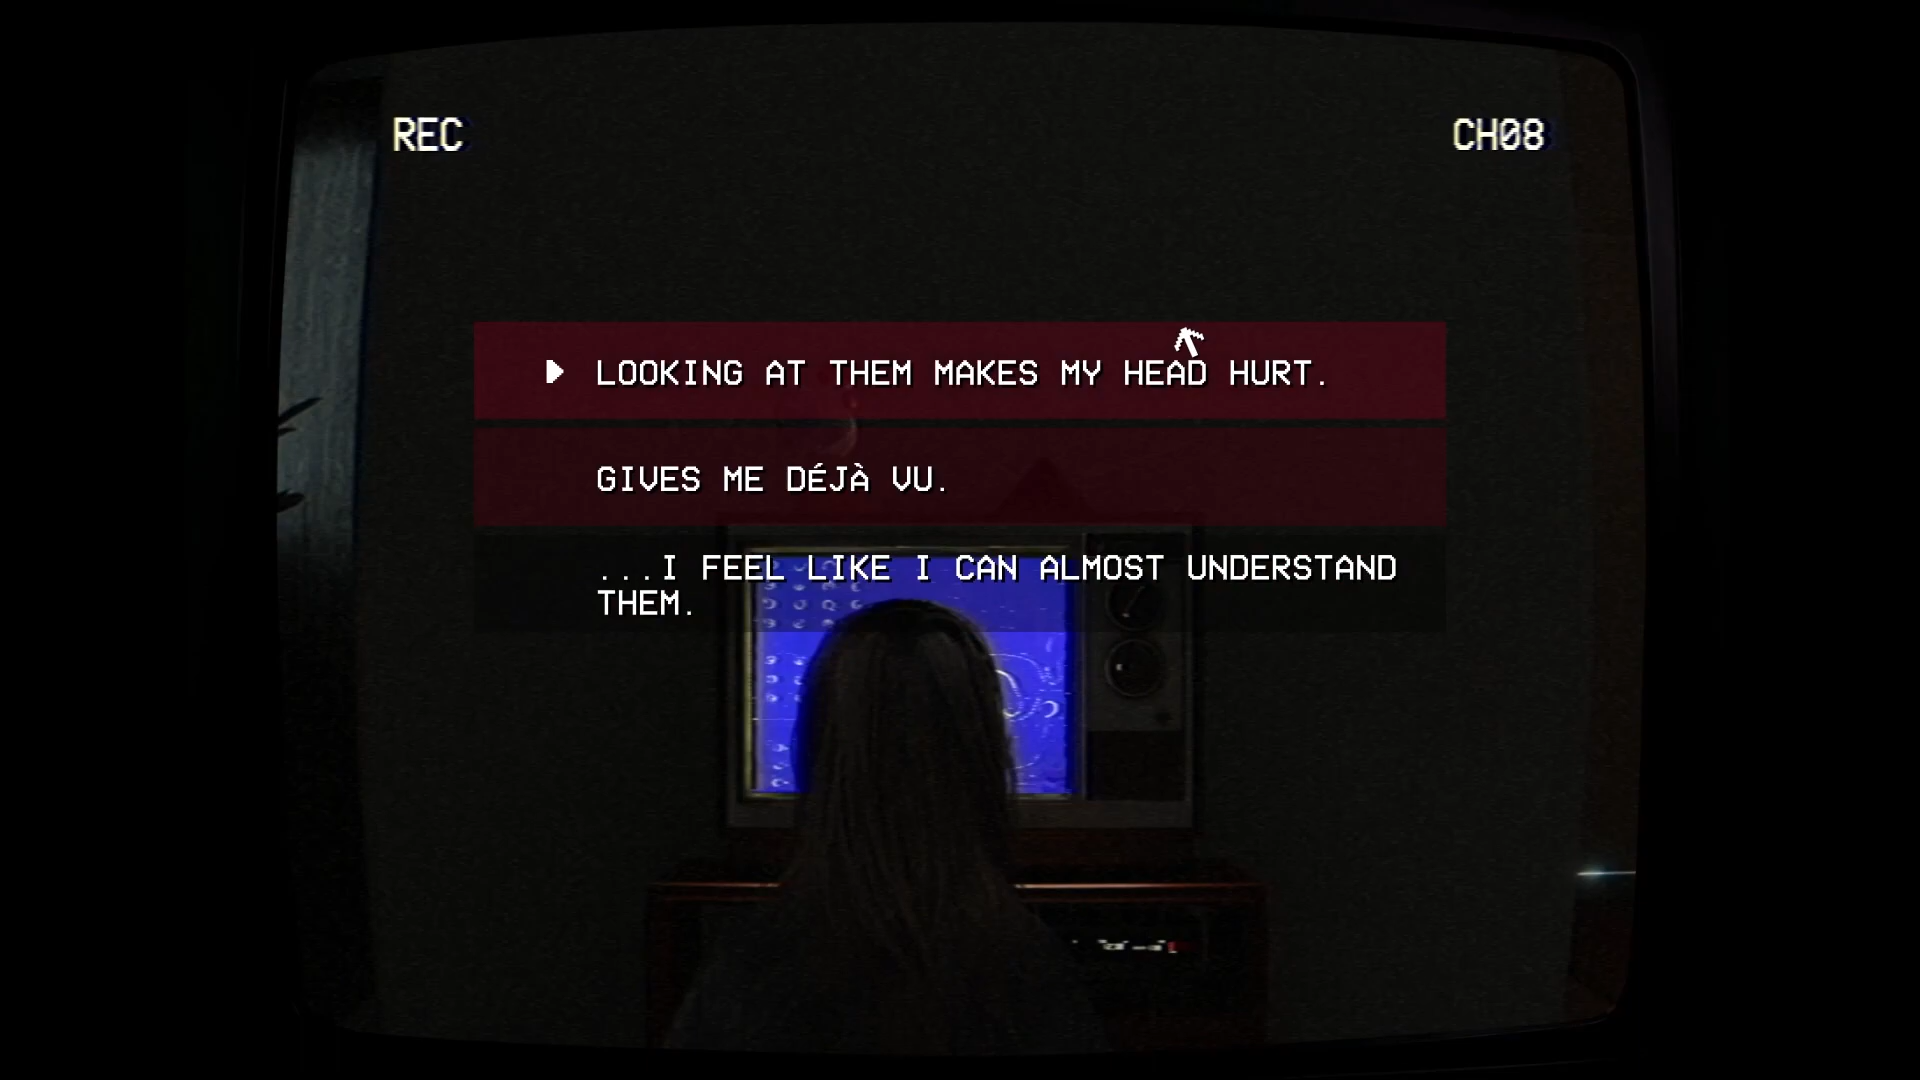 REC
CH08
LOOKING AT THEM MAKES MY HEAD HURT.
GIVES ME DÉJÀ VU.
...I FEEL LIKE I CAN ALMOST UNDERSTAND
THEM.